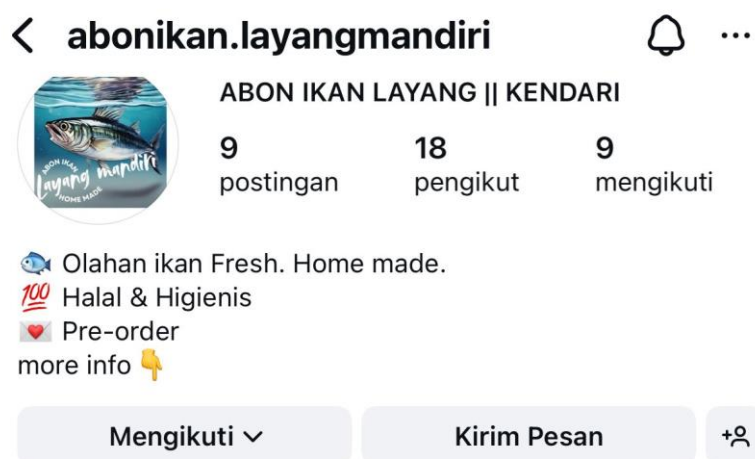 abonikan.layangmandiri
ABON IKAN LAYANG || KENDARI
9 18 9
postingan pengikut mengikuti
ABON IKAN
Layang mandiri
HOME MADE
🐟 Olahan ikan Fresh. Home made.
💯 Halal & Higienis
💌 Pre-order
more info 👇
Mengikuti
Kirim Pesan